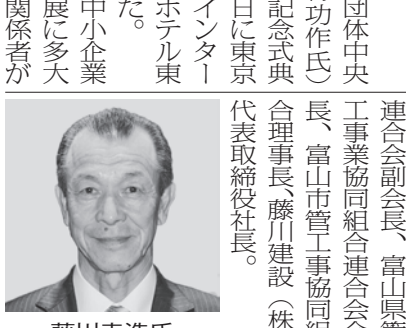 連合会副会長、富山県管
工事業協同組合連合会会
長、富山市管工事協同組
合理事長、藤川建設（株
代表取締役社長。
団体中央
功作氏）
記念式典
日に東京
インター
ホテル東
た。
中小企業
展に多大
関係者が